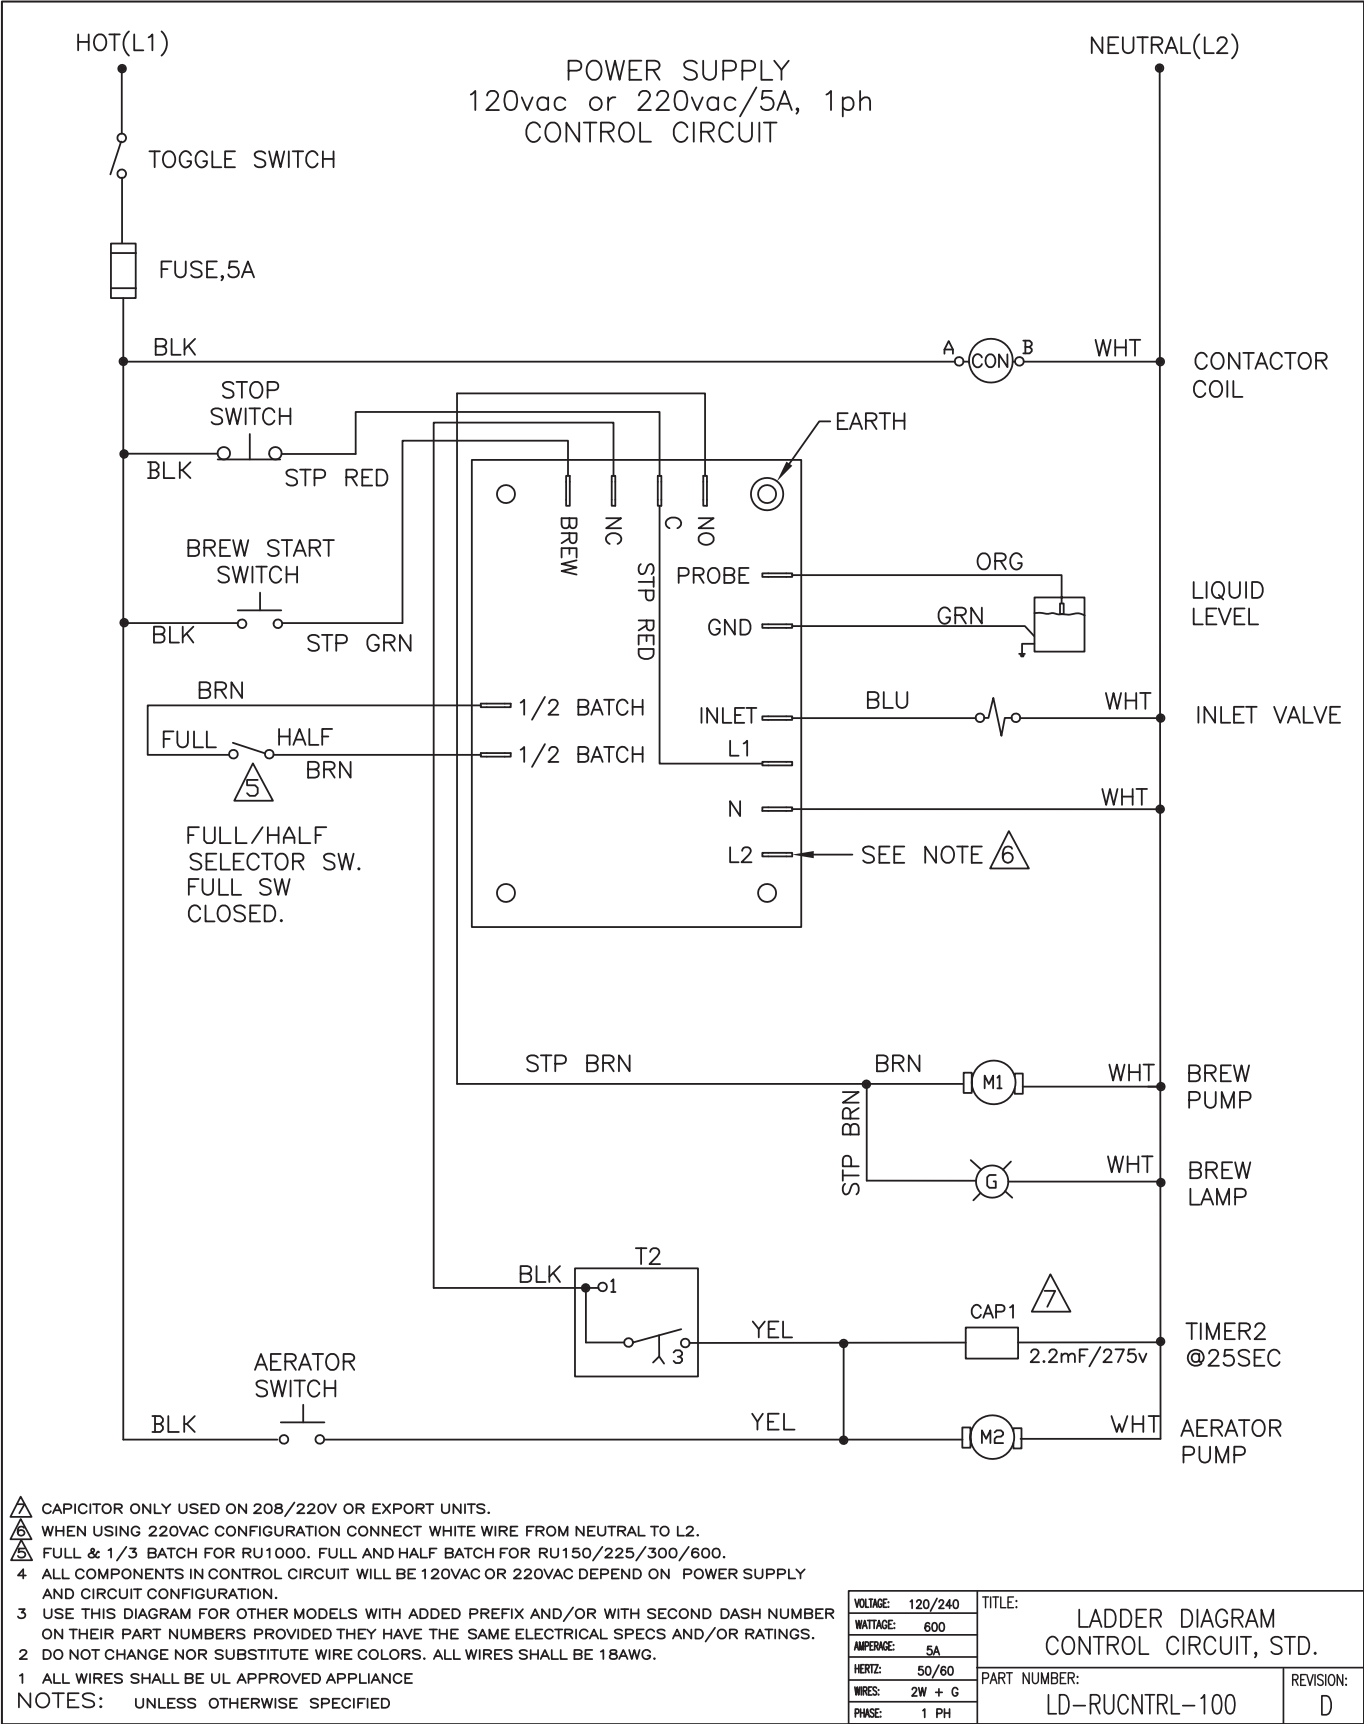 HOT(L1)
NEUTRAL(L2)
POWER SUPPLY
120vac or 220vac/5A, 1ph
CONTROL CIRCUIT
TOGGLE SWITCH
FUSE,5A
BLK
A
CON
B
WHT
CONTACTOR
COIL
STOP
SWITCH
BLK
STP RED
EARTH
BREW
NC
C
NO
STP RED
BREW START
SWITCH
BLK
STP GRN
PROBE
ORG
GND
GRN
LIQUID
LEVEL
BRN
1/2 BATCH
INLET
BLU
WHT
INLET VALVE
FULL
HALF
BRN
1/2 BATCH
L1
5
N
WHT
FULL/HALF
SELECTOR SW.
FULL SW
CLOSED.
L2
SEE NOTE 6
STP BRN
BRN
M1
WHT
BREW
PUMP
STP BRN
G
WHT
BREW
LAMP
T2
BLK
1
3
YEL
CAP1
7
2.2mF/275v
TIMER2
@25SEC
AERATOR
SWITCH
BLK
YEL
M2
WHT
AERATOR
PUMP
7 CAPICITOR ONLY USED ON 208/220V OR EXPORT UNITS.
6 WHEN USING 220VAC CONFIGURATION CONNECT WHITE WIRE FROM NEUTRAL TO L2.
5 FULL & 1/3 BATCH FOR RU1000. FULL AND HALF BATCH FOR RU150/225/300/600.
4 ALL COMPONENTS IN CONTROL CIRCUIT WILL BE 120VAC OR 220VAC DEPEND ON POWER SUPPLY
AND CIRCUIT CONFIGURATION.
3 USE THIS DIAGRAM FOR OTHER MODELS WITH ADDED PREFIX AND/OR WITH SECOND DASH NUMBER
ON THEIR PART NUMBERS PROVIDED THEY HAVE THE SAME ELECTRICAL SPECS AND/OR RATINGS.
2 DO NOT CHANGE NOR SUBSTITUTE WIRE COLORS. ALL WIRES SHALL BE 18AWG.
1 ALL WIRES SHALL BE UL APPROVED APPLIANCE
NOTES: UNLESS OTHERWISE SPECIFIED
VOLTAGE: 120/240
WATTAGE: 600
AMPERAGE: 5A
HERTZ: 50/60
WIRES: 2W + G
PHASE: 1 PH
TITLE:
LADDER DIAGRAM
CONTROL CIRCUIT, STD.
PART NUMBER:
LD-RUCNTRL-100
REVISION:
D